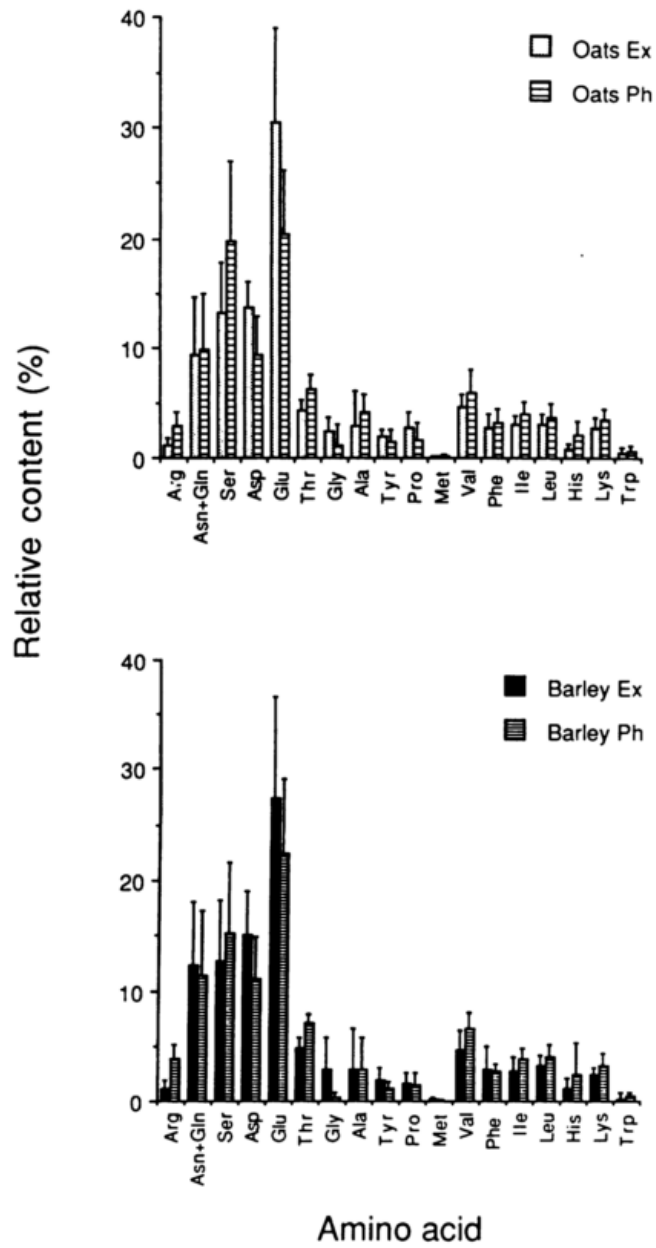 40
30
20
10
0
Oats Ex
Oats Ph
Arg
Asn+Gln
Ser
Asp
Glu
Thr
Gly
Ala
Tyr
Pro
Met
Val
Phe
Ile
Leu
His
Lys
Trp
Relative content (%)
40
30
20
10
0
Barley Ex
Barley Ph
Arg
Asn+Gln
Ser
Asp
Glu
Thr
Gly
Ala
Tyr
Pro
Met
Val
Phe
Ile
Leu
His
Lys
Trp
Amino acid